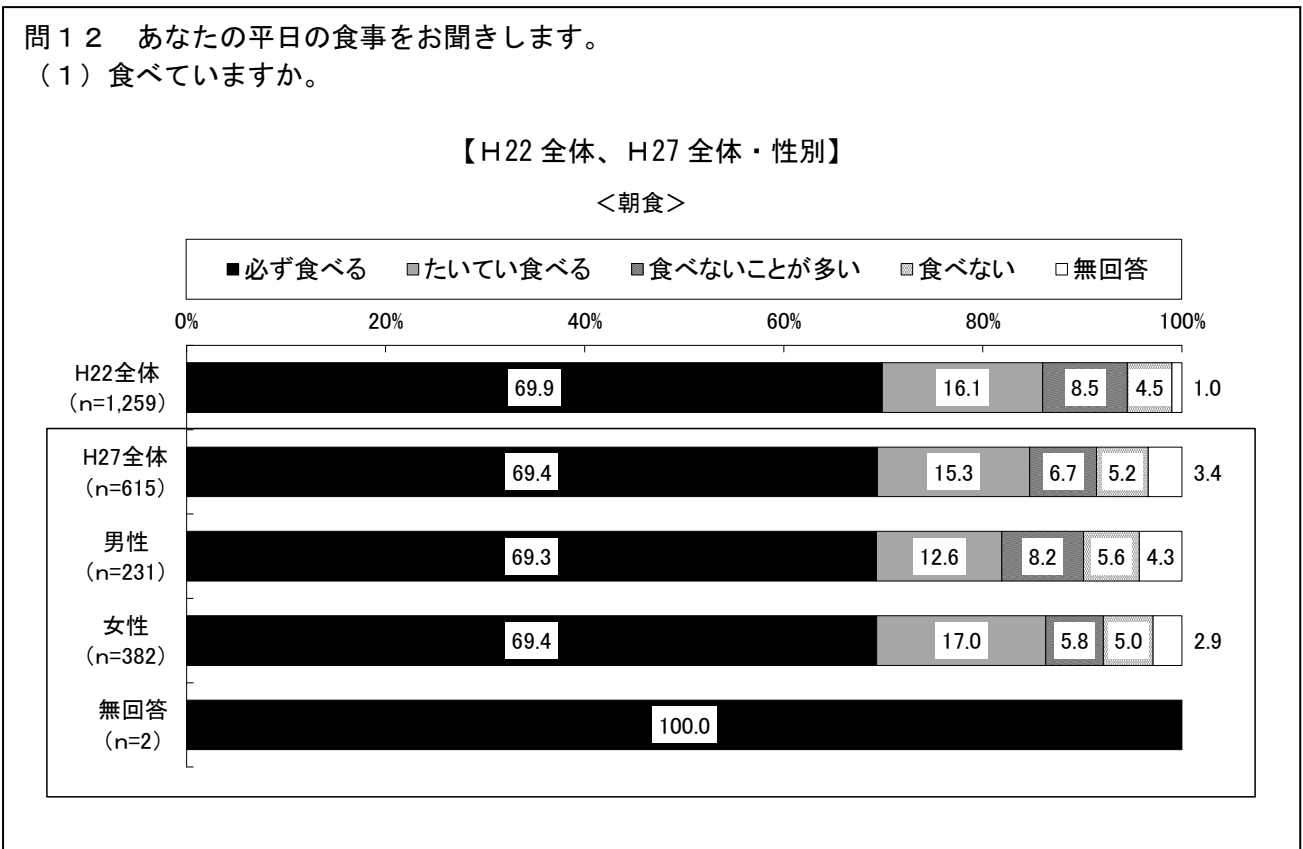 問１２　あなたの平日の食事をお聞きします。
（１）食べていますか。
【Ｈ22 全体、Ｈ27 全体・性別】
＜朝食＞
■必ず食べる ■たいてい食べる ■食べないことが多い ■食べない □無回答
0% 20% 40% 60% 80% 100%
H22全体
（n=1,259）
69.9 16.1 8.5 4.5 1.0
H27全体
（n=615）
69.4 15.3 6.7 5.2 3.4
男性
（n=231）
69.3 12.6 8.2 5.6 4.3
女性
（n=382）
69.4 17.0 5.8 5.0 2.9
無回答
（n=2）
100.0